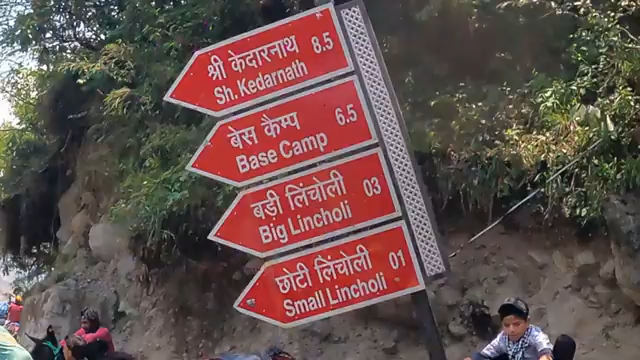 श्री केदारनाथ 8.5
Sh. Kedarnath
बेस कैम्प 6.5
Base Camp
बड़ी लिंचोली 03
Big Lincholi
छोटी लिंचोली 01
Small Lincholi